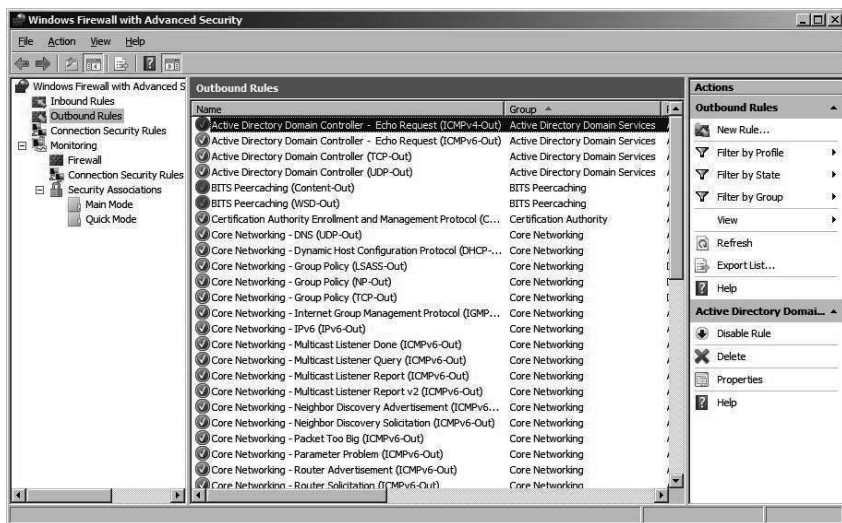 Windows Firewall with Advanced Security
File Action View Help
Windows Firewall with Advanced S
Inbound Rules
Outbound Rules
Connection Security Rules
Monitoring
Firewall
Connection Security Rules
Security Associations
Main Mode
Quick Mode
Outbound Rules
Name Group
Active Directory Domain Controller - Echo Request (ICMPv4-Out) Active Directory Domain Services
Active Directory Domain Controller - Echo Request (ICMPv6-Out) Active Directory Domain Services
Active Directory Domain Controller (TCP-Out) Active Directory Domain Services
Active Directory Domain Controller (UDP-Out) Active Directory Domain Services
BITS Peercaching (Content-Out) BITS Peercaching
BITS Peercaching (WSD-Out) BITS Peercaching
Certification Authority Enrollment and Management Protocol (C... Certification Authority
Core Networking - DNS (UDP-Out) Core Networking
Core Networking - Dynamic Host Configuration Protocol (DHCP-... Core Networking
Core Networking - Group Policy (LSASS-Out) Core Networking
Core Networking - Group Policy (NP-Out) Core Networking
Core Networking - Group Policy (TCP-Out) Core Networking
Core Networking - Internet Group Management Protocol (IGMP... Core Networking
Core Networking - IPv6 (IPv6-Out) Core Networking
Core Networking - Multicast Listener Done (ICMPv6-Out) Core Networking
Core Networking - Multicast Listener Query (ICMPv6-Out) Core Networking
Core Networking - Multicast Listener Report (ICMPv6-Out) Core Networking
Core Networking - Multicast Listener Report v2 (ICMPv6-Out) Core Networking
Core Networking - Neighbor Discovery Advertisement (ICMPv6... Core Networking
Core Networking - Neighbor Discovery Solicitation (ICMPv6-Out) Core Networking
Core Networking - Packet Too Big (ICMPv6-Out) Core Networking
Core Networking - Parameter Problem (ICMPv6-Out) Core Networking
Core Networking - Router Advertisement (ICMPv6-Out) Core Networking
Core Networking - Router Solicitation (ICMPv6-Out) Core Networking
Actions
Outbound Rules
New Rule...
Filter by Profile
Filter by State
Filter by Group
View
Refresh
Export List...
Help
Active Directory Domai...
Disable Rule
Delete
Properties
Help